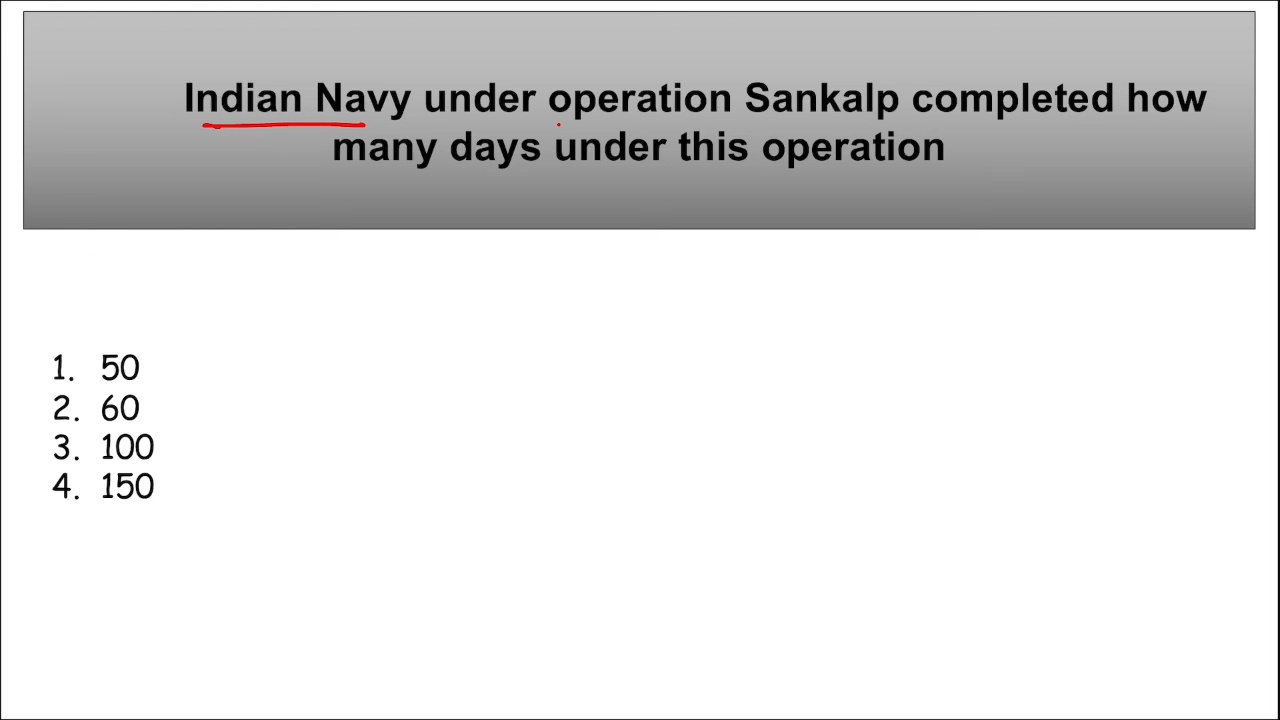 Indian Navy under operation Sankalp completed how
many days under this operation
1. 50
2. 60
3. 100
4. 150